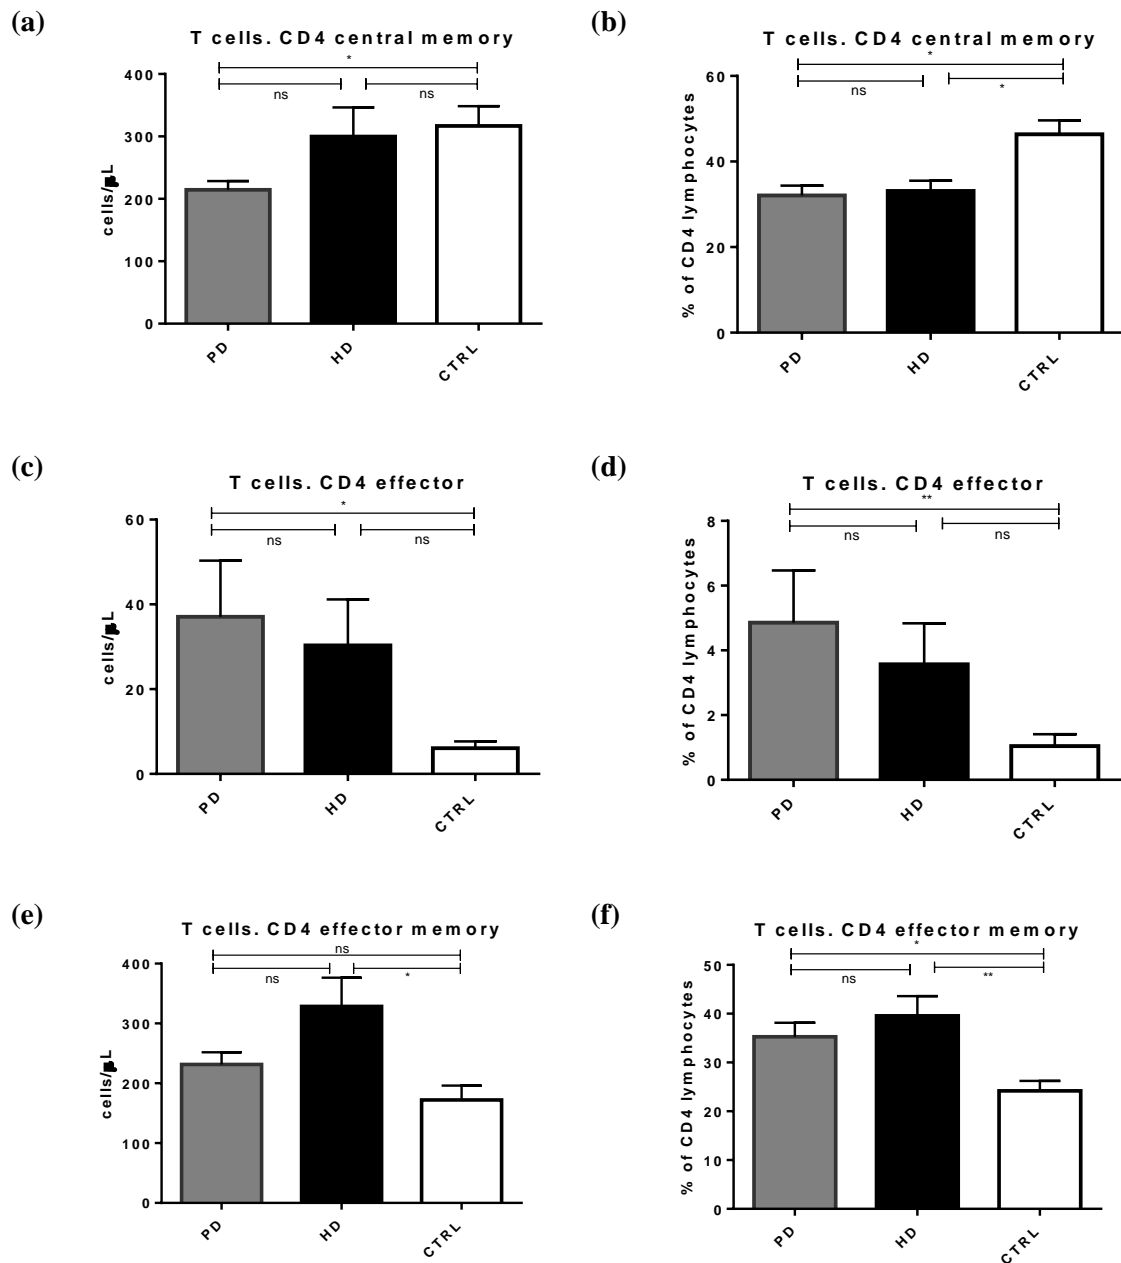 (a)
T cells. CD4 central memory
*
ns
ns
cells/μL
400
300
200
100
0
PD
HD
CTRL
(b)
T cells. CD4 central memory
*
ns
*
% of CD4 lymphocytes
60
40
20
0
PD
HD
CTRL
(c)
T cells. CD4 effector
*
ns
ns
cells/μL
60
40
20
0
PD
HD
CTRL
(d)
T cells. CD4 effector
**
ns
ns
% of CD4 lymphocytes
8
6
4
2
0
PD
HD
CTRL
(e)
T cells. CD4 effector memory
ns
ns
*
cells/μL
400
300
200
100
0
PD
HD
CTRL
(f)
T cells. CD4 effector memory
*
ns
**
% of CD4 lymphocytes
50
40
30
20
10
0
PD
HD
CTRL